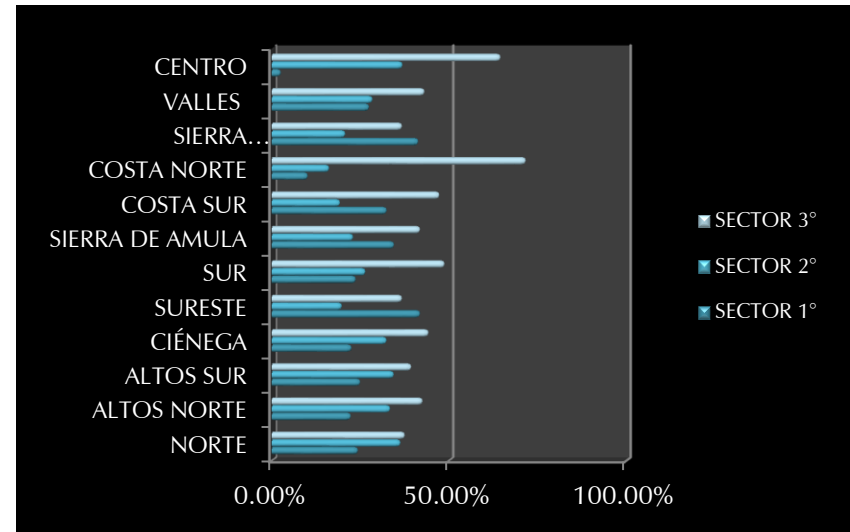 CENTRO
VALLES
SIERRA…
COSTA NORTE
COSTA SUR
SIERRA DE AMULA
SUR
SURESTE
CIÉNEGA
ALTOS SUR
ALTOS NORTE
NORTE
0.00% 50.00% 100.00%
SECTOR 3°
SECTOR 2°
SECTOR 1°